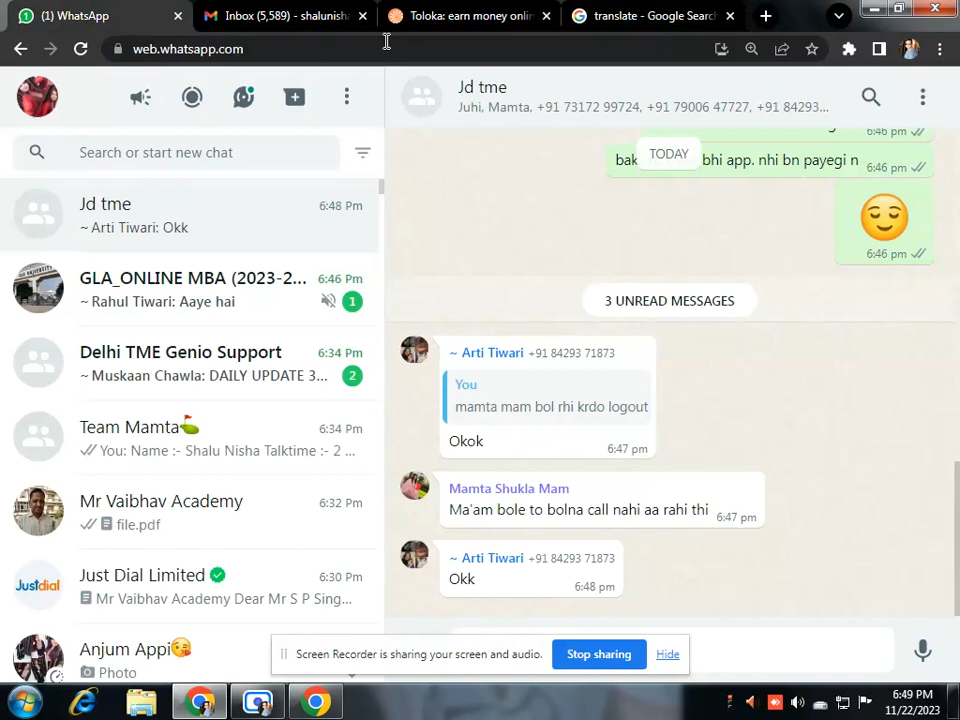 (1) WhatsApp
Inbox (5,589) - shalunisha
Toloka: earn money onlin
translate - Google Search
web.whatsapp.com
Jd tme
Juhi, Mamta, +91 73172 99724, +91 79006 47727, +91 84293...
Search or start new chat
Jd tme
6:48 Pm
~ Arti Tiwari: Okk
GLA_ONLINE MBA (2023-2...
6:46 Pm
~ Rahul Tiwari: Aaye hai
1
Delhi TME Genio Support
6:34 PM
~ Muskaan Chawla: DAILY UPDATE 3...
2
Team Mamta
6:34 PM
You: Name :- Shalu Nisha Talktime :- 2 ...
Mr Vaibhav Academy
6:32 Pm
file.pdf
Just Dial Limited
6:30 Pm
Justdial
Mr Vaibhav Academy Dear Mr S P Sing...
Anjum Appi
Photo
6:46 pm
TODAY
bak bhi app. nhi bn payegi n
6:46 pm
6:46 pm
3 UNREAD MESSAGES
~ Arti Tiwari +91 84293 71873
You
mamta mam bol rhi krdo logout
Okok
6:47 pm
Mamta Shukla Mam
Ma'am bole to bolna call nahi aa rahi thi
6:47 pm
~ Arti Tiwari +91 84293 71873
Okk
6:48 pm
Screen Recorder is sharing your screen and audio.
Stop sharing
Hide
6:49 PM
11/22/2023